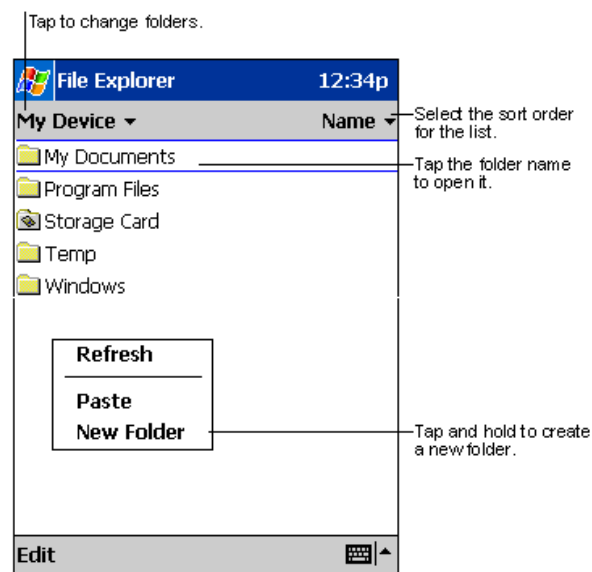 Tap to change folders.
File Explorer 12:34p
My Device Name
Select the sort order
for the list.
My Documents
Tap the folder name
to open it.
Program Files
Storage Card
Temp
Windows
Refresh
Paste
New Folder
Tap and hold to create
a new folder.
Edit